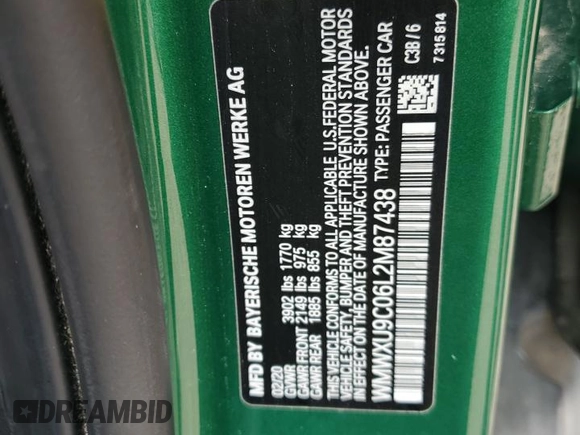 MFD BY BAYERISCHE MOTOREN WERKE AG
02/20
GVWR 3902 lbs 1770 kg
GAWR FRONT 2149 lbs 975 kg
GAWR REAR 1885 lbs 855 kg
THIS VEHICLE CONFORMS TO ALL APPLICABLE U.S.FEDERAL MOTOR
VEHICLE SAFETY, BUMPER AND THEFT PREVENTION STANDARDS
IN EFFECT ON THE DATE OF MANUFACTURE SHOWN ABOVE.
WMWXU9C06L2M87438 TYPE: PASSENGER CAR
C3B / 6
7 315 814
DREAMBID